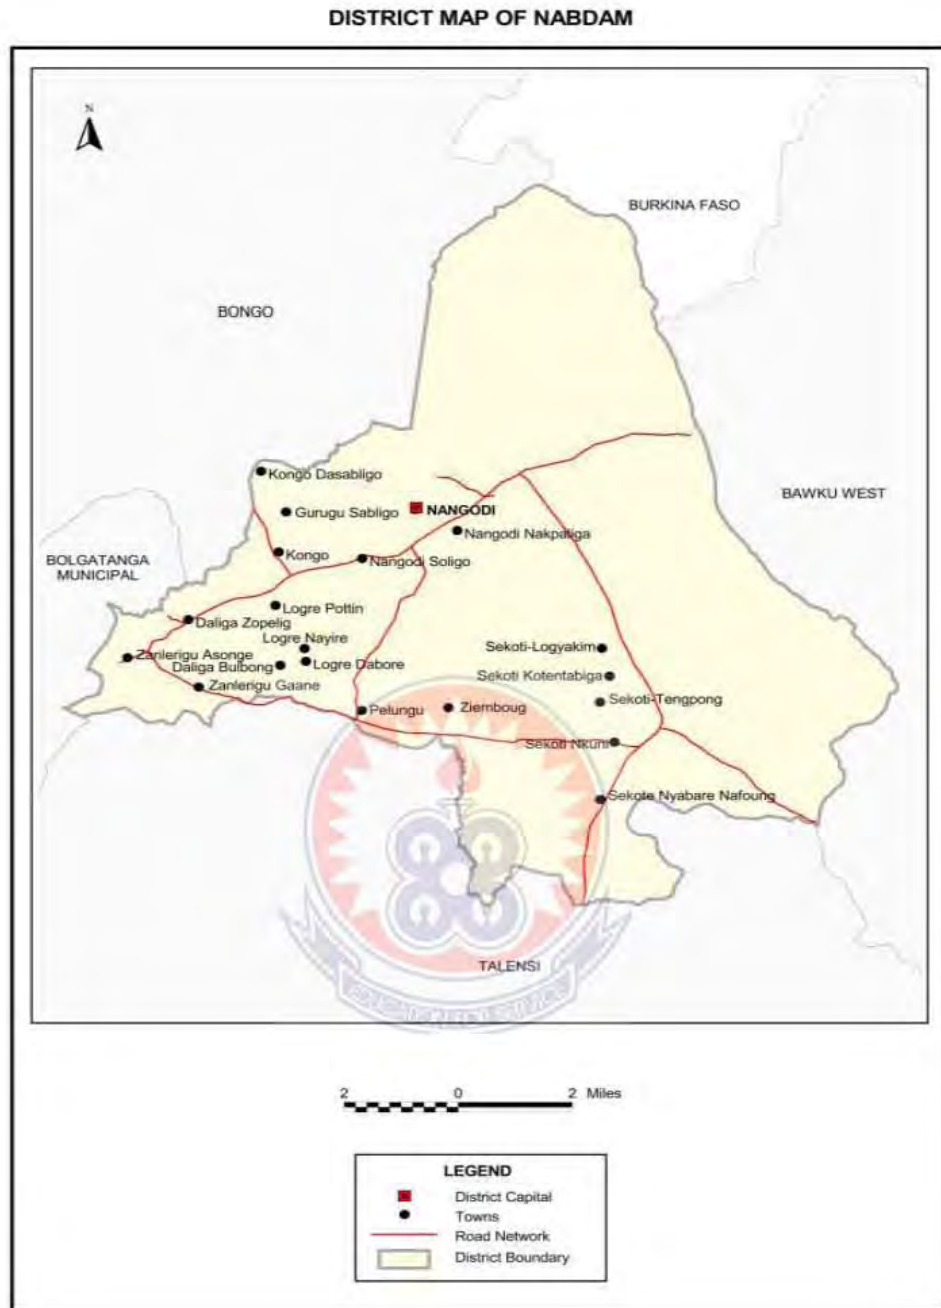 DISTRICT MAP OF NABDAM
N
BURKINA FASO
BONGO
Kongo Dasabligo
BAWKU WEST
Gurugu Sabligo
NANGODI
Nangodi Nakpaliga
BOLGATANGA
MUNICIPAL
Kongo
Nangodi Soligo
Logre Pottin
Daliga Zopelig
Logre Nayire
Sekoti-Logyakim
Zanlerigu Asonge
Daliga Bulbong
Logre Dabore
Sekoti Kotentabiga
Zanlerigu Gaane
Sekoti-Tengpong
Pelungu
Ziemboug
Sekoti Nkuni
Sekote Nyabare Nafoung
TALENSI
2 0 2 Miles
LEGEND
District Capital
Towns
Road Network
District Boundary